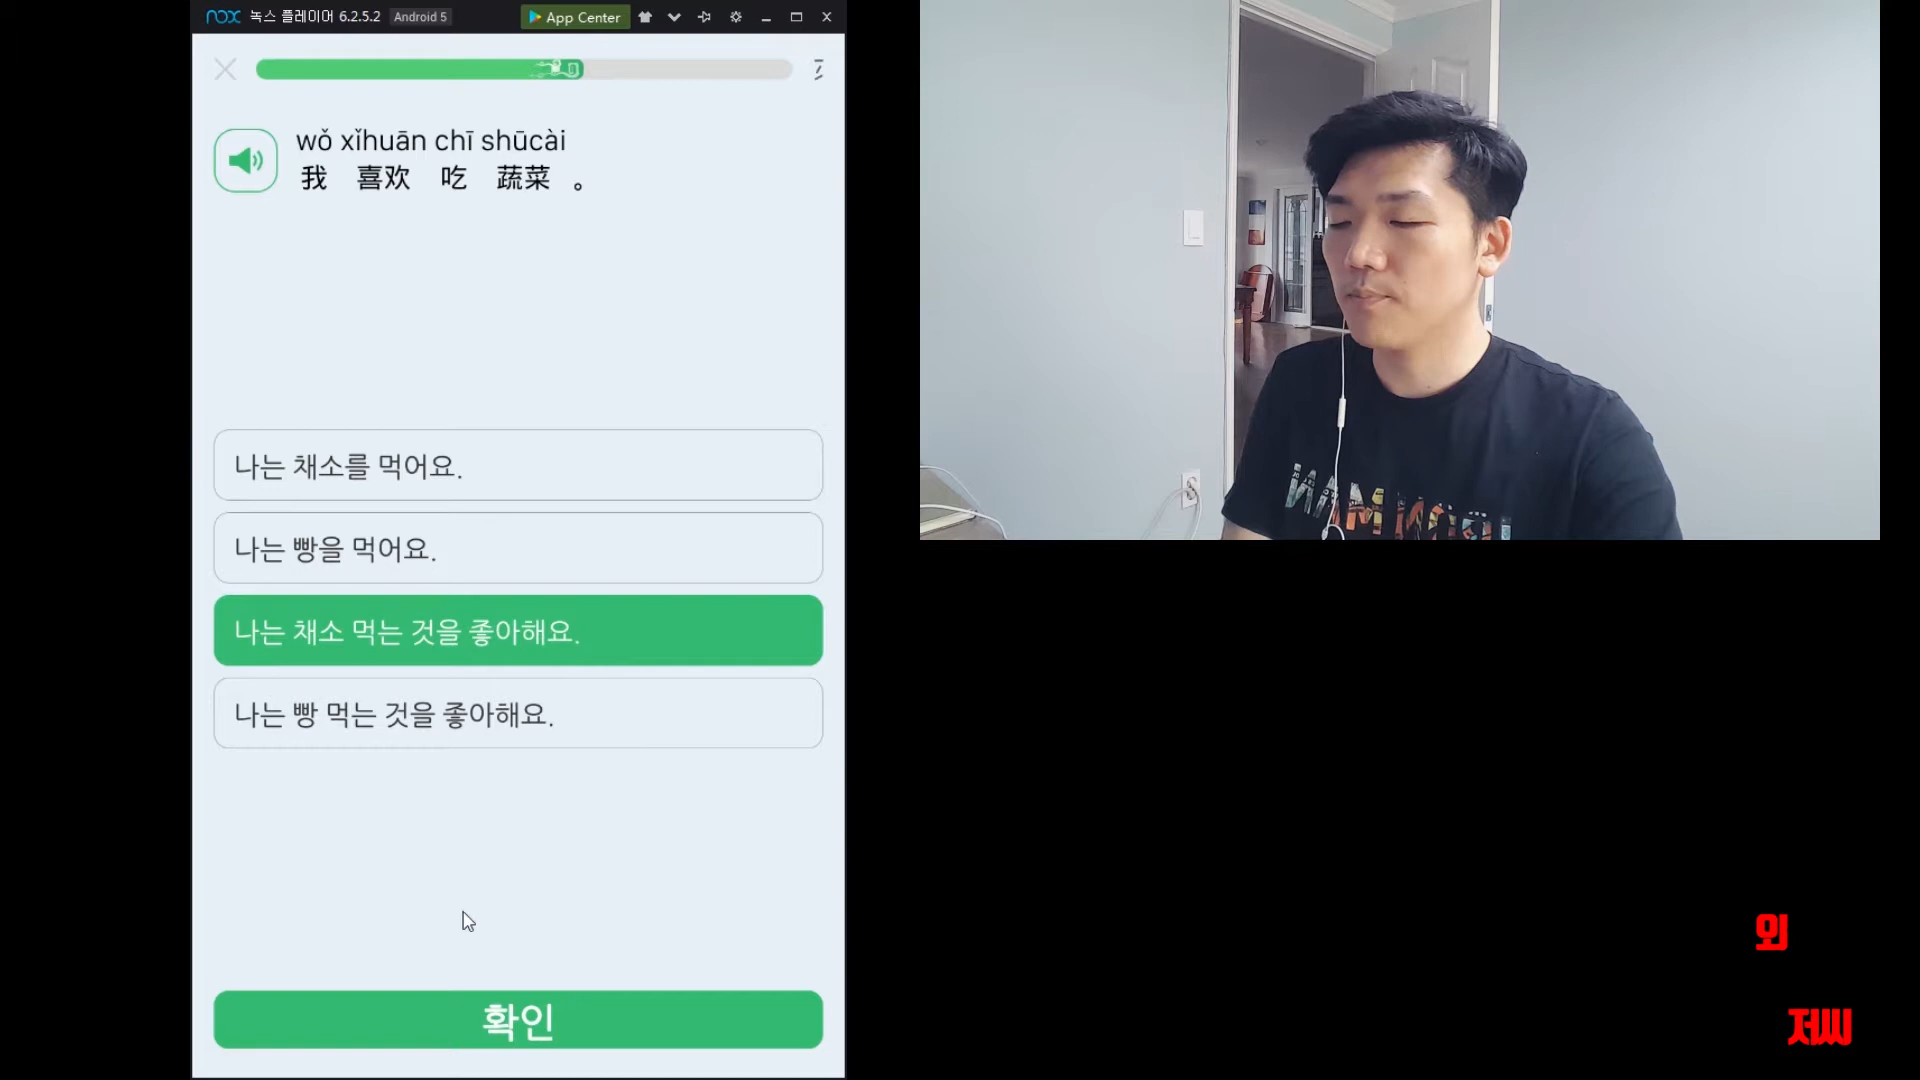 nox 녹스 플레이어 6.2.5.2 Android 5 App Center
wǒ xǐhuān chī shūcài
我 喜欢 吃 蔬菜 。
나는 채소를 먹어요.
나는 빵을 먹어요.
나는 채소 먹는 것을 좋아해요.
나는 빵 먹는 것을 좋아해요.
확인
외
저씨